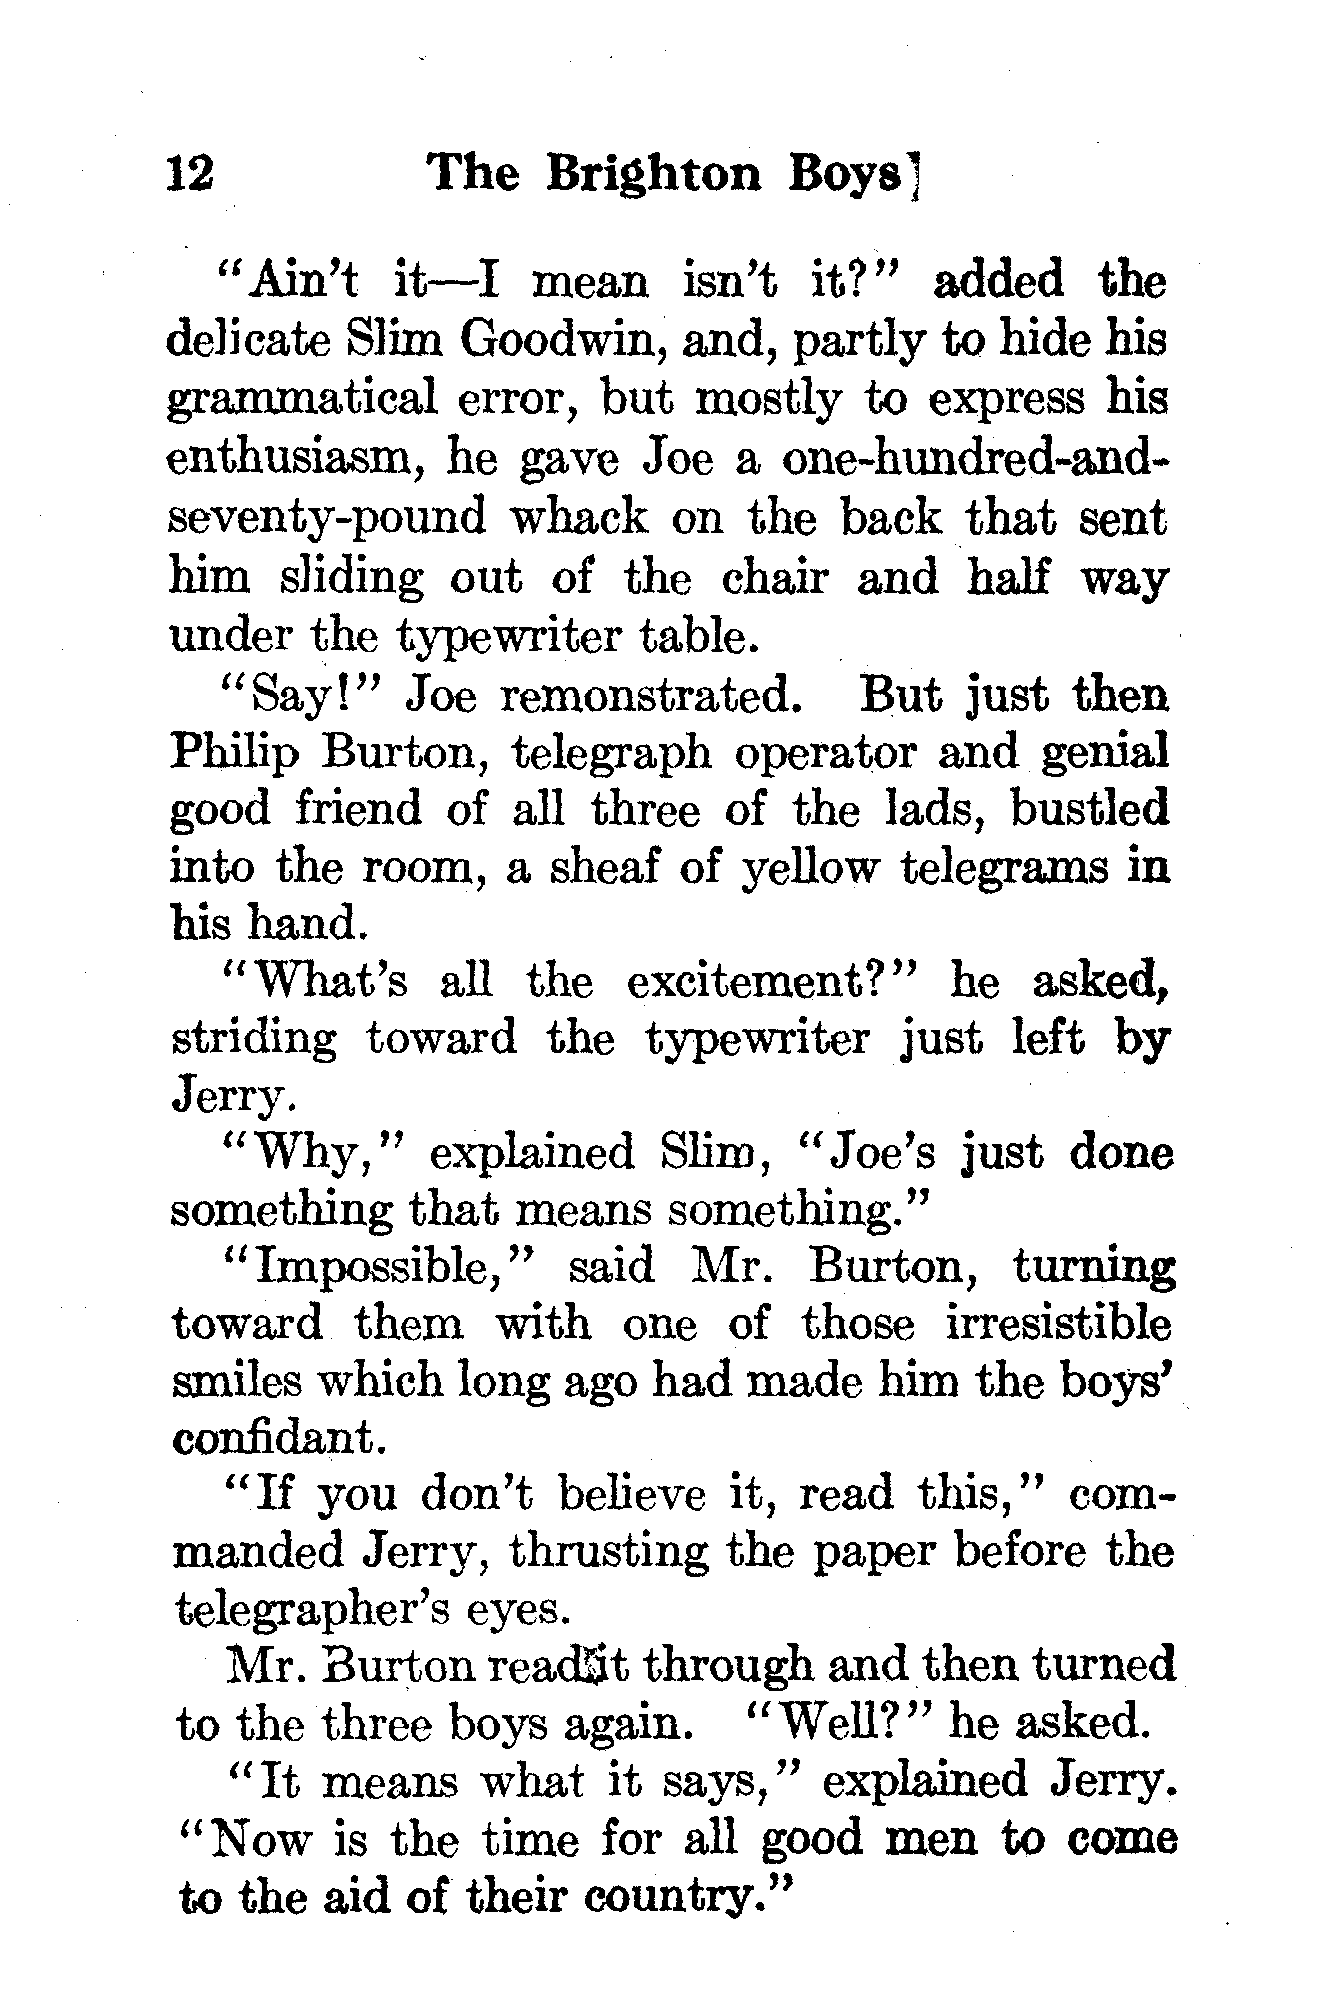 12 The Brighton Boys]
"Ain't it—I mean isn't it?" added the
delicate Slim Goodwin, and, partly to hide his
grammatical error, but mostly to express his
enthusiasm, he gave Joe a one-hundred-and-
seventy-pound whack on the back that sent
him sliding out of the chair and half way
under the typewriter table.
"Say!" Joe remonstrated. But just then
Philip Burton, telegraph operator and genial
good friend of all three of the lads, bustled
into the room, a sheaf of yellow telegrams in
his hand.
"What's all the excitement?" he asked,
striding toward the typewriter just left by
Jerry.
"Why," explained Slim, "Joe's just done
something that means something."
"Impossible," said Mr. Burton, turning
toward them with one of those irresistible
smiles which long ago had made him the boys'
confidant.
"If you don't believe it, read this," com-
manded Jerry, thrusting the paper before the
telegrapher's eyes.
Mr. Burton read it through and then turned
to the three boys again. "Well?" he asked.
"It means what it says," explained Jerry.
"Now is the time for all good men to come
to the aid of their country."